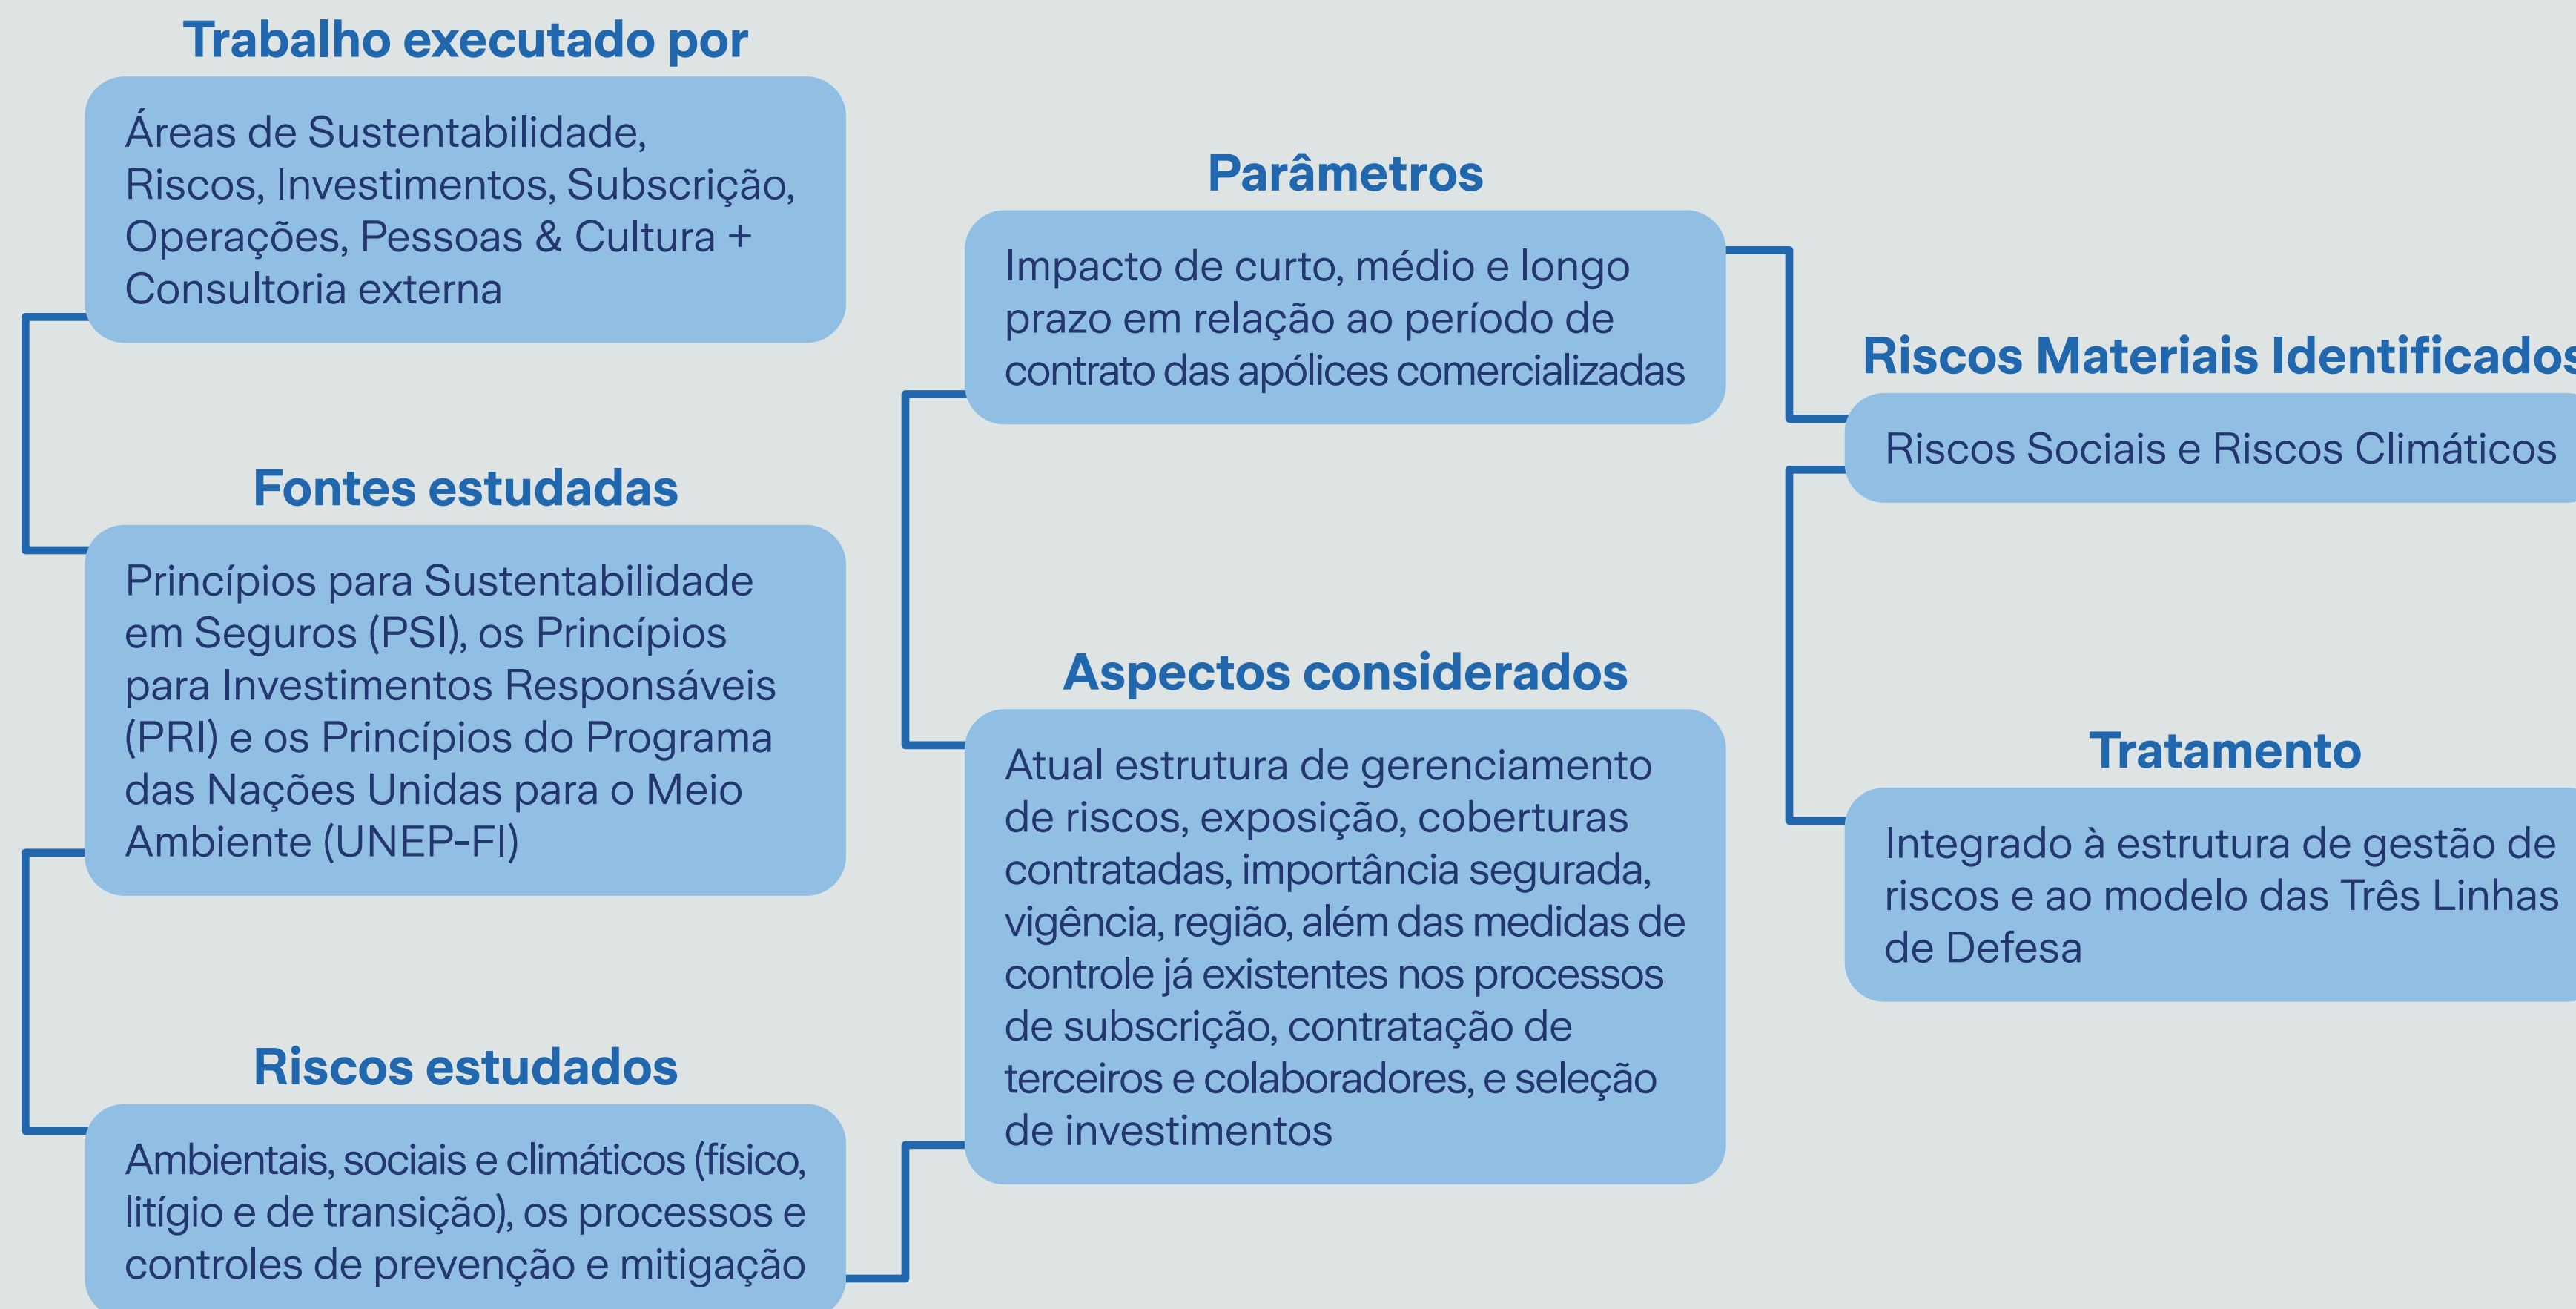 Trabalho executado por
Áreas de Sustentabilidade,
Riscos, Investimentos, Subscrição,
Operações, Pessoas & Cultura +
Consultoria externa
Fontes estudadas
Princípios para Sustentabilidade
em Seguros (PSI), os Princípios
para Investimentos Responsáveis
(PRI) e os Princípios do Programa
das Nações Unidas para o Meio
Ambiente (UNEP-FI)
Riscos estudados
Ambientais, sociais e climáticos (físico,
litígio e de transição), os processos e
controles de prevenção e mitigação
Aspectos considerados
Atual estrutura de gerenciamento
de riscos, exposição, coberturas
contratadas, importância segurada,
vigência, região, além das medidas de
controle já existentes nos processos
de subscrição, contratação de
terceiros e colaboradores, e seleção
de investimentos
Parâmetros
Impacto de curto, médio e longo
prazo em relação ao período de
contrato das apólices comercializadas
Riscos Materiais Identificados
Riscos Sociais e Riscos Climáticos
Tratamento
Integrado à estrutura de gestão de
riscos e ao modelo das Três Linhas
de Defesa